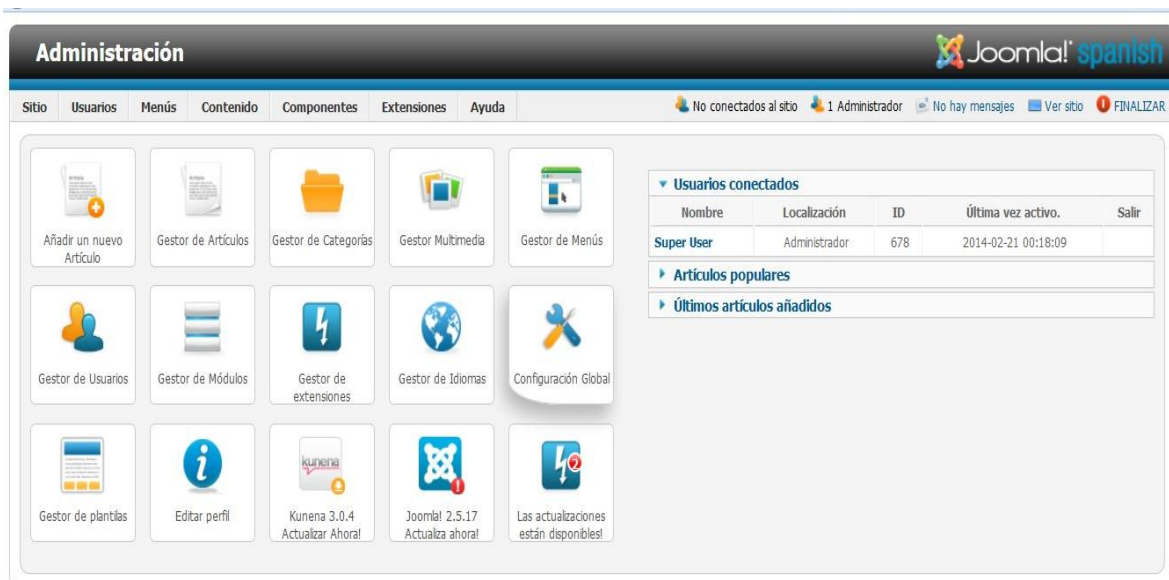 Administración
Joomla! spanish
Sitio Usuarios Menús Contenido Componentes Extensiones Ayuda
No conectados al sitio 1 Administrador No hay mensajes Ver sitio FINALIZAR
Añadir un nuevo
Artículo
Gestor de Artículos
Gestor de Categorías
Gestor Multimedia
Gestor de Menús
Gestor de Usuarios
Gestor de Módulos
Gestor de
extensiones
Gestor de Idiomas
Configuración Global
Gestor de plantilas
Editar perfil
kunena
Kunena 3.0.4
Actualizar Ahora!
Joomla! 2.5.17
Actualiza ahora!
2
Las actualizaciones
están disponibles!
Usuarios conectados
Nombre Localización ID Última vez activo. Salir
Super User Administrador 678 2014-02-21 00:18:09
Artículos populares
Últimos artículos añadidos